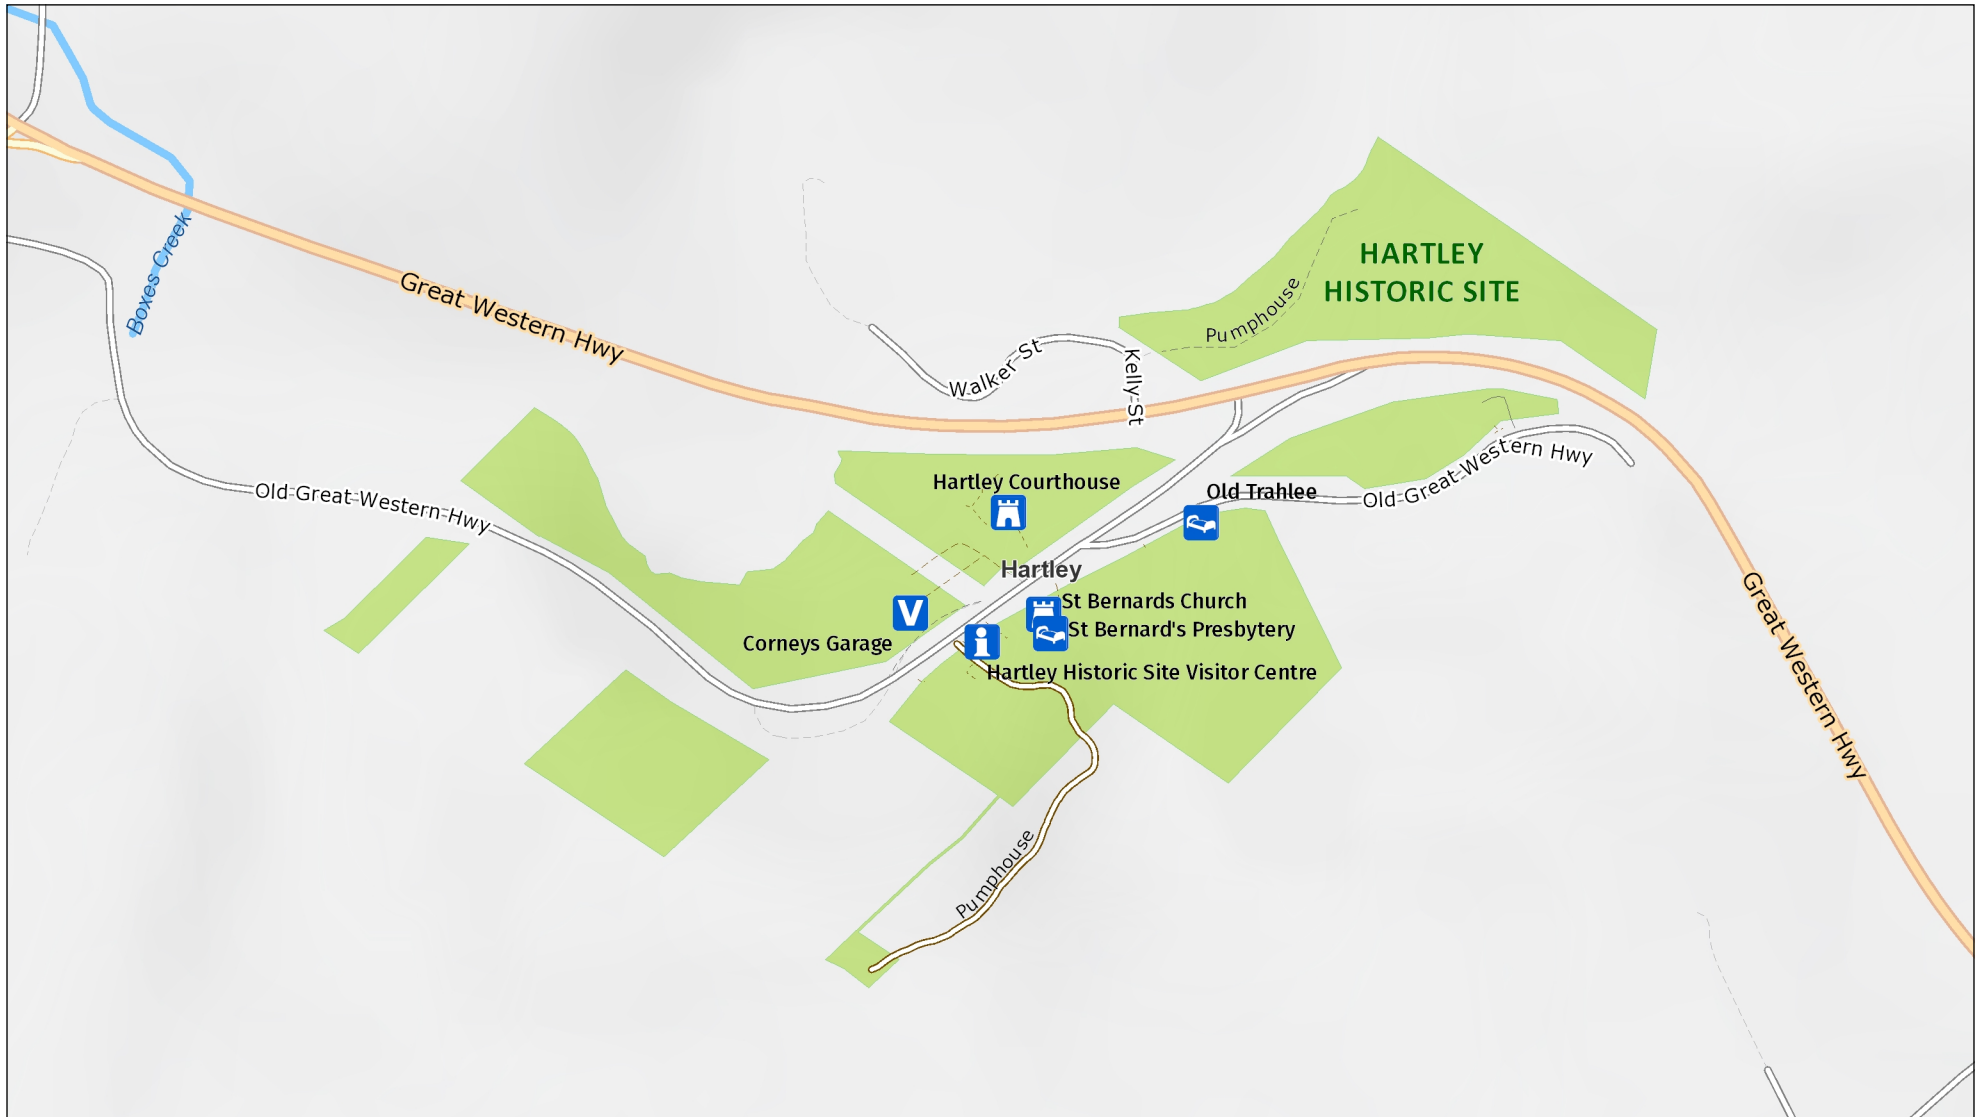 Boxes Creek
Great Western Hwy
Walker St
Kelly St
Pumphouse
HARTLEY
HISTORIC SITE
Old Great Western Hwy
Hartley Courthouse
Old Trahlee
Old Great Western Hwy
Hartley
V
Corneys Garage
St Bernards Church
St Bernard's Presbytery
i
Hartley Historic Site Visitor Centre
Great Western Hwy
Pumphouse